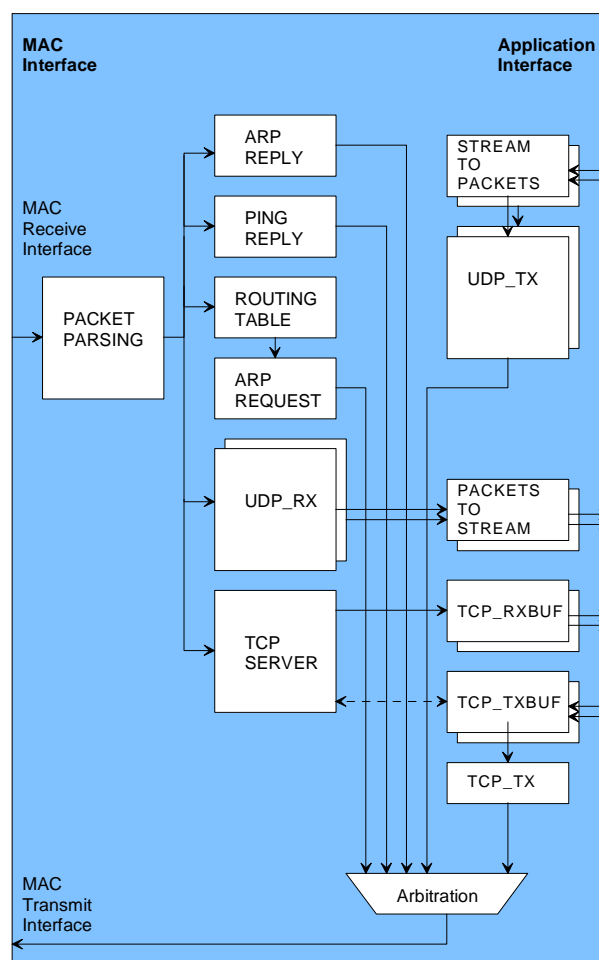 MAC
Interface
Application
Interface
ARP
REPLY
STREAM
TO
PACKETS
MAC
Receive
Interface
PING
REPLY
UDP_TX
PACKET
PARSING
ROUTING
TABLE
ARP
REQUEST
UDP_RX
PACKETS
TO
STREAM
TCP
SERVER
TCP_RXBUF
TCP_TXBUF
TCP_TX
MAC
Transmit
Interface
Arbitration